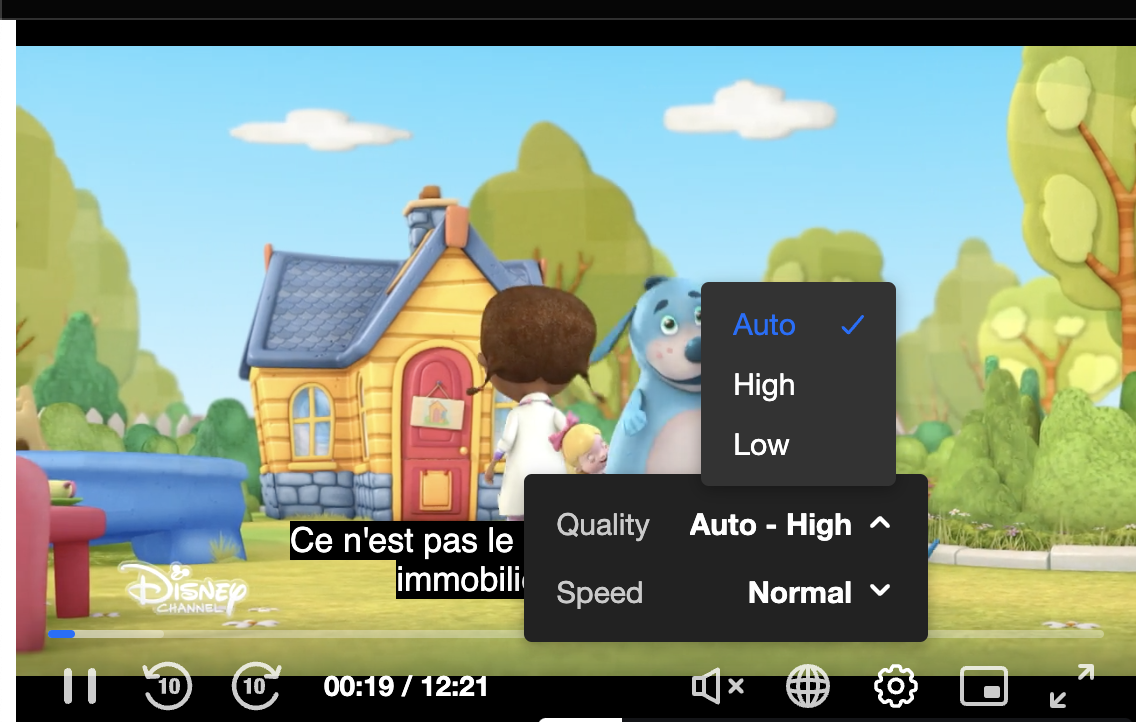 Auto
High
Low
Quality Auto - High
Speed Normal
Ce n'est pas le
DISNEY
CHANNEL
10 10 00:19 / 12:21